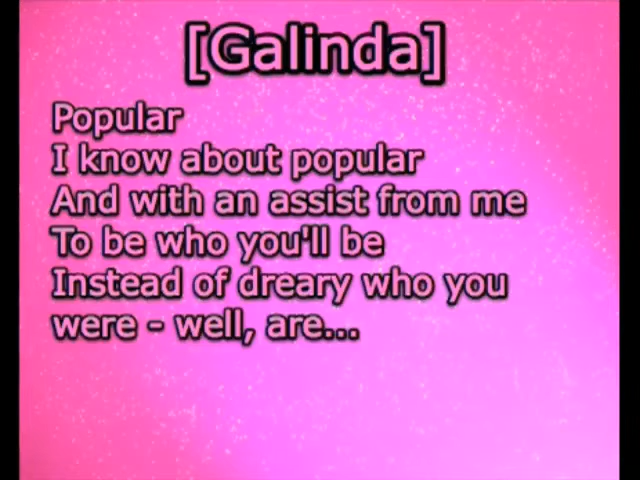 [Galinda]
Popular
I know about popular
And with an assist from me
To be who you'll be
Instead of dreary who you
were - well, are...